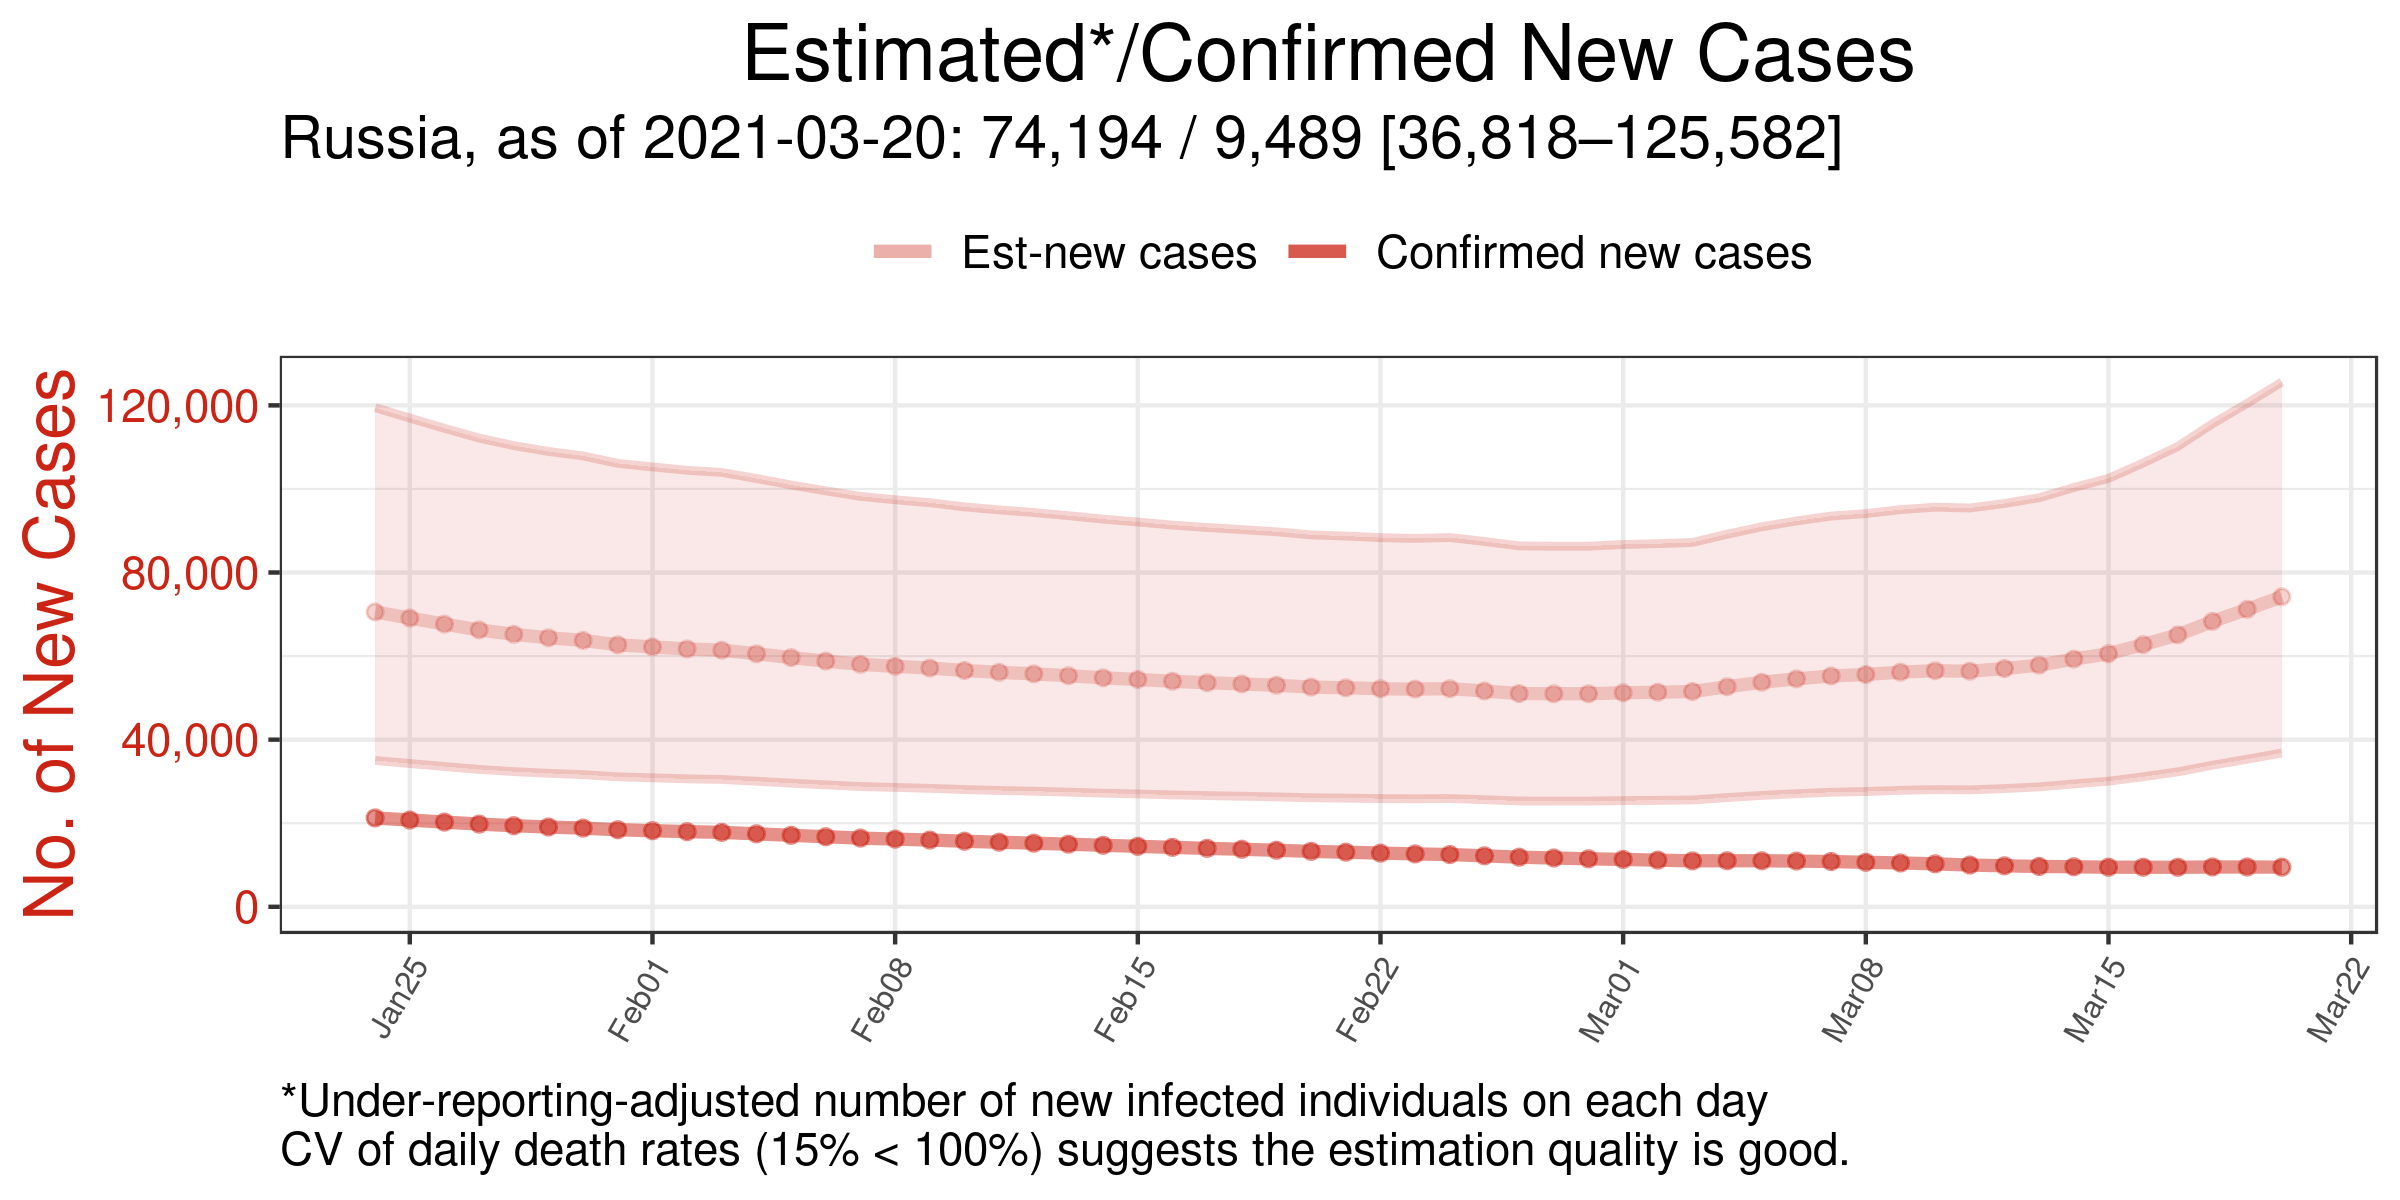 Estimated*/Confirmed New Cases
Russia, as of 2021-03-20: 74,194 / 9,489 [36,818–125,582]
Est-new cases Confirmed new cases
No. of New Cases
120,000
80,000
40,000
0
Jan25 Feb01 Feb08 Feb15 Feb22 Mar01 Mar08 Mar15 Mar22
*Under-reporting-adjusted number of new infected individuals on each day
CV of daily death rates (15% < 100%) suggests the estimation quality is good.